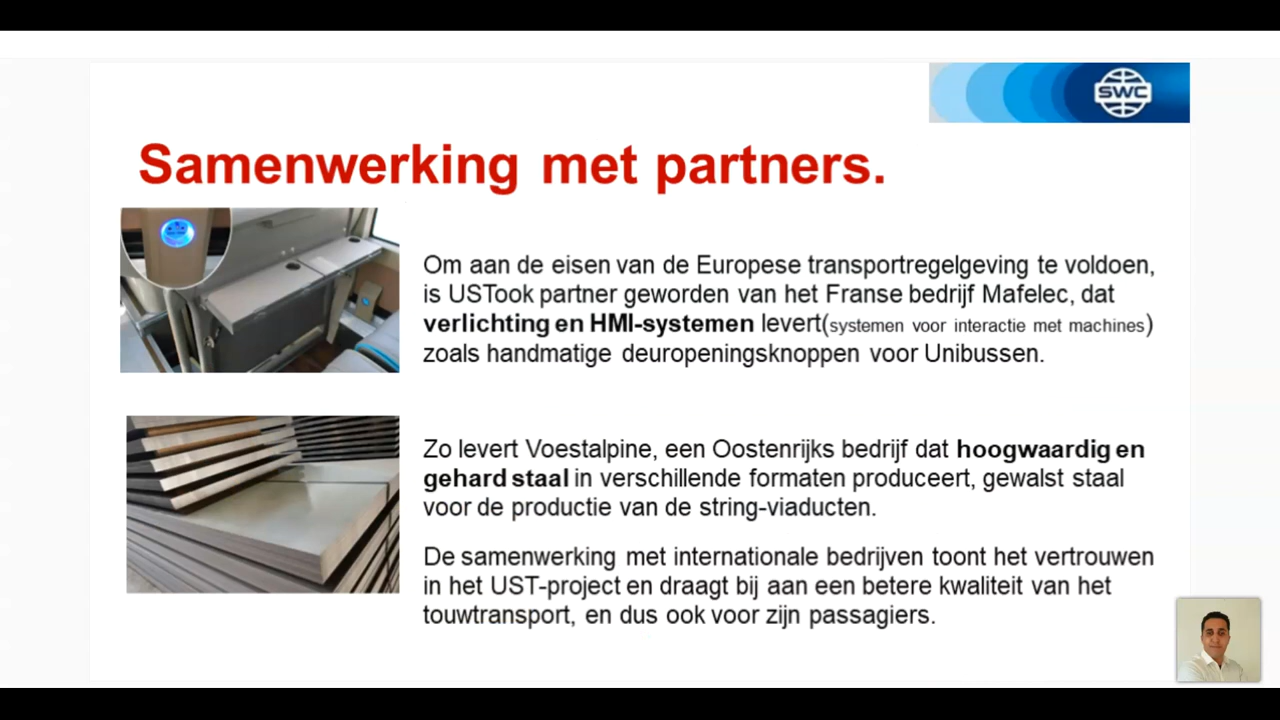 SWC
Samenwerking met partners.
Om aan de eisen van de Europese transportregelgeving te voldoen,
is USTook partner geworden van het Franse bedrijf Mafelec, dat
verlichting en HMI-systemen levert(systemen voor interactie met machines)
zoals handmatige deuropeningsknoppen voor Unibussen.
Zo levert Voestalpine, een Oostenrijks bedrijf dat hoogwaardig en
gehard staal in verschillende formaten produceert, gewalst staal
voor de productie van de string-viaducten.
De samenwerking met internationale bedrijven toont het vertrouwen
in het UST-project en draagt bij aan een betere kwaliteit van het
touwtransport, en dus ook voor zijn passagiers.